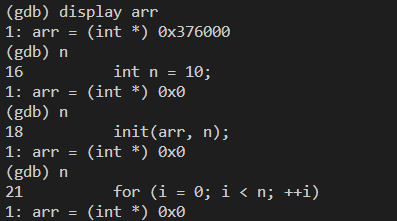 (gdb) display arr
1: arr = (int *) 0x376000
(gdb) n
16          int n = 10;
1: arr = (int *) 0x0
(gdb) n
18          init(arr, n);
1: arr = (int *) 0x0
(gdb) n
21          for (i = 0; i < n; ++i)
1: arr = (int *) 0x0